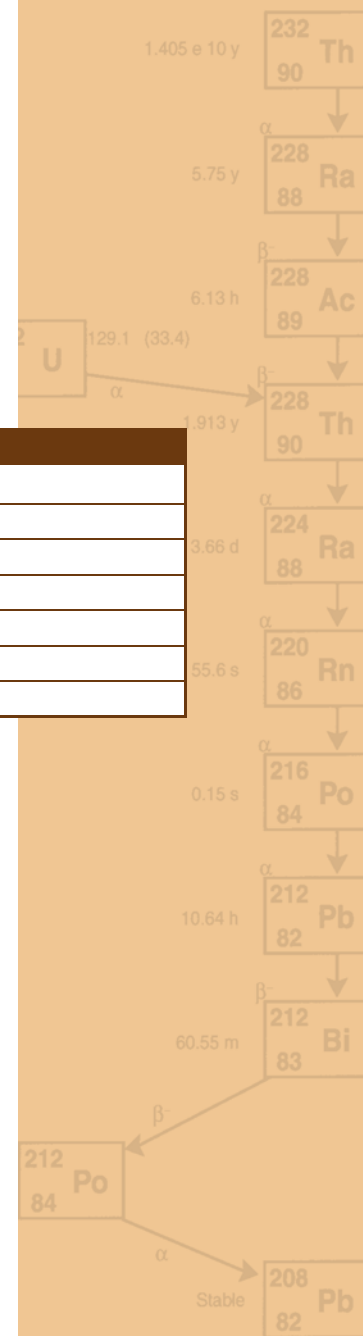 232
1.405 e 10 y
Th
90
α
228
5.75 y
Ra
88
β-
228
6.13 h
Ac
89
2
129.1 (33.4)
U
α
β-
228
1.913 y
Th
90
α
224
3.66 d
Ra
88
α
220
55.6 s
Rn
86
α
216
0.15 s
Po
84
α
212
10.64 h
Pb
82
β-
212
60.55 m
Bi
83
β-
212
Po
84
α
208
Stable
Pb
82